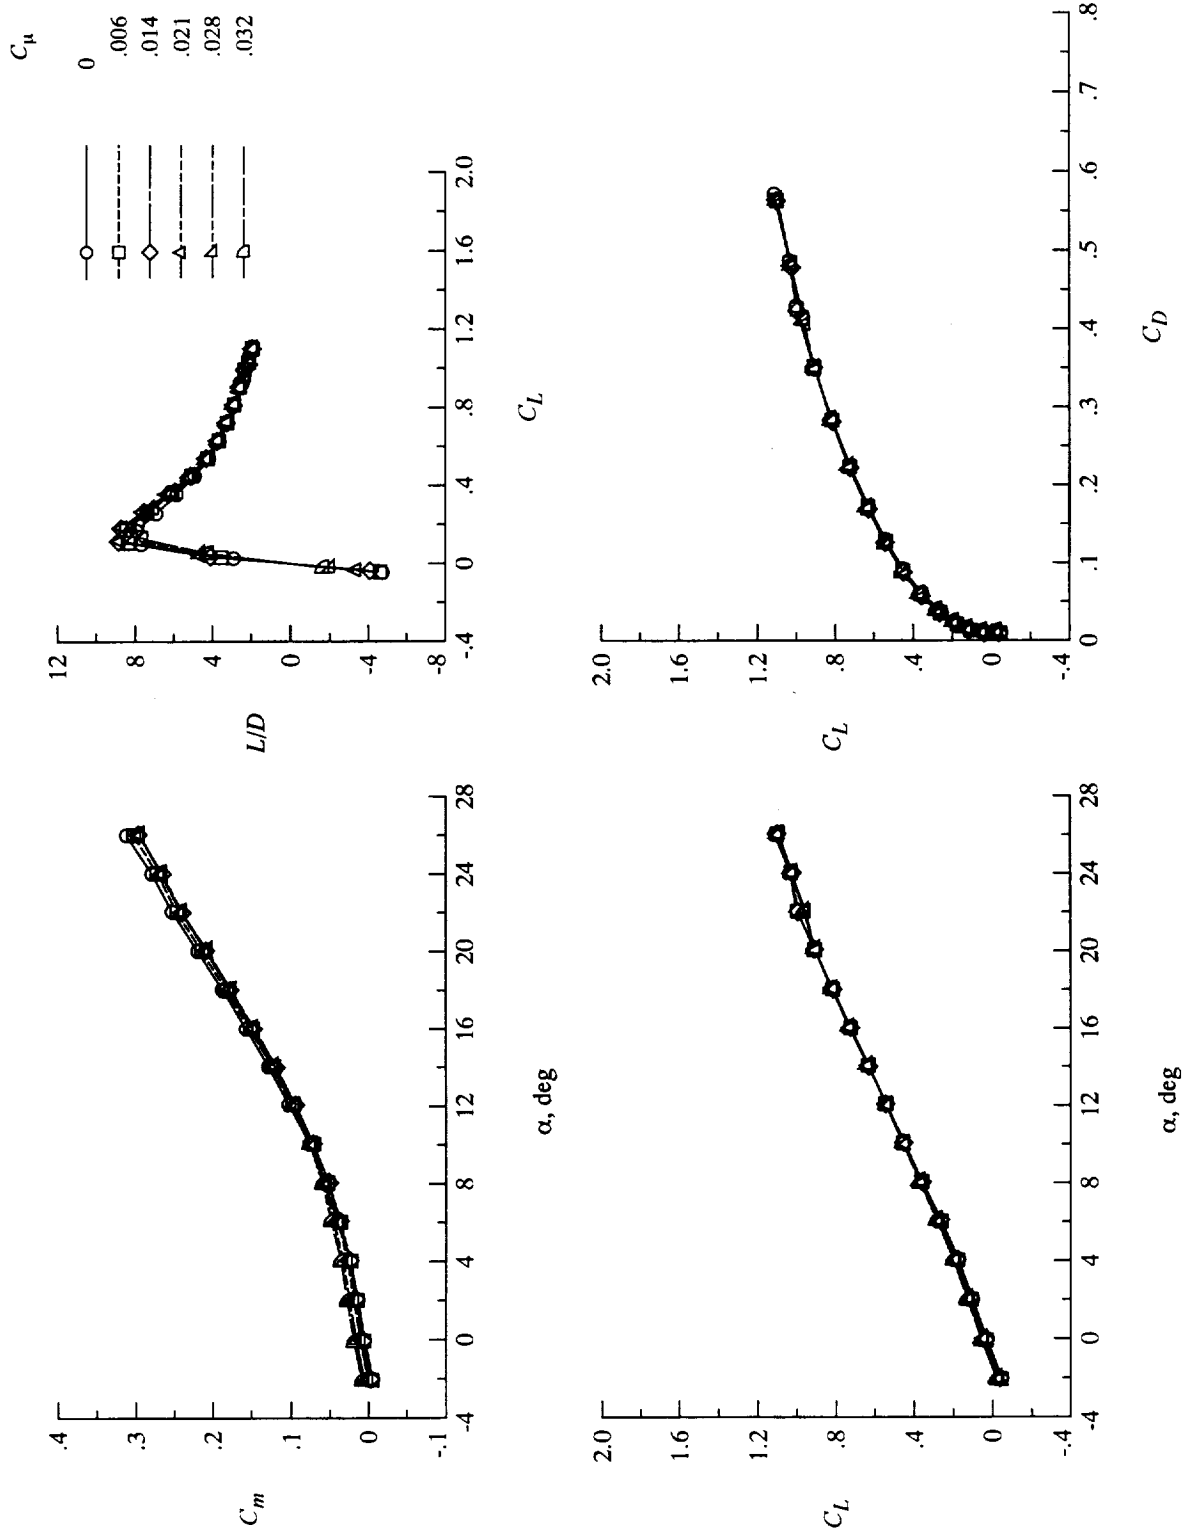 C_μ
0
.006
.014
.021
.028
.032
.4
.3
.2
.1
0
-.1
C_m
-4 0 4 8 12 16 20 24 28
α, deg
12
8
4
0
-4
-8
L/D
-.4 0 .4 .8 1.2 1.6 2.0
C_L
2.0
1.6
1.2
.8
.4
0
-.4
C_L
-4 0 4 8 12 16 20 24 28
α, deg
2.0
1.6
1.2
.8
.4
0
-.4
C_L
0 .1 .2 .3 .4 .5 .6 .7 .8
C_D